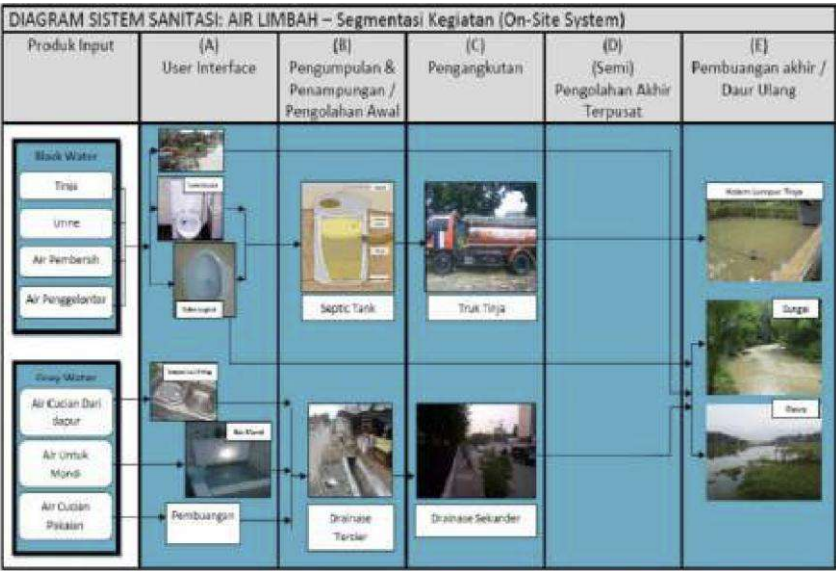 DIAGRAM SISTEM SANITASI: AIR LIMBAH – Segmentasi Kegiatan (On-Site System)
Produk Input
(A)
User Interface
(B)
Pengumpulan &
Penampungan /
Pengolahan Awal
(C)
Pengangkutan
(D)
(Semi)
Pengolahan Akhir
Terpusat
(E)
Pembuangan akhir /
Daur Ulang
Black Water
Tinja
Urine
Air Pembersih
Air Penggelontor
Septic Tank
Truk Tinja
Kolam Lumpur Tinja
Sungai
Rawa
Grey Water
Air Cucian Dari
dapur
Air Untuk
Mandi
Air Cucian
Pakaian
Bak Mandi
Pembuangan
Drainase
Tersier
Drainase Sekunder